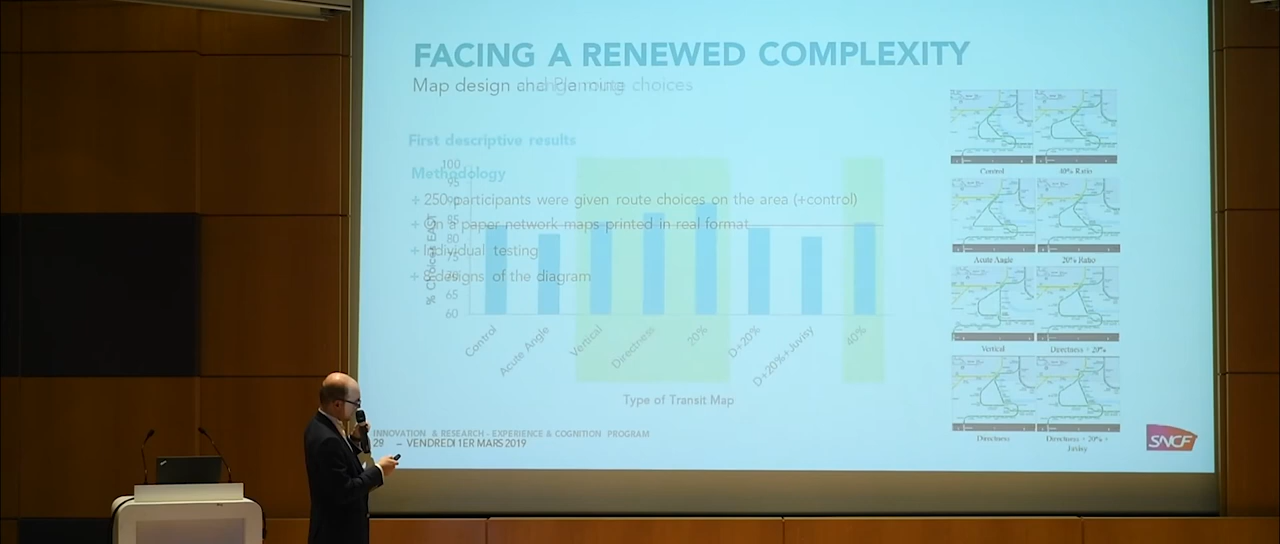 FACING A RENEWED COMPLEXITY
Map design and Planning
route choices
First descriptive results
Methodology
÷ 250 participants were given route choices on the area (+control)
÷ On a paper network maps printed in real format
÷ Individual testing
÷ 8 designs of the diagram
100
95
85
80
75
70
65
60
% Choices EAST
Control
Acute Angle
Vertical
Directness
20%
D+20%
D+20%+Juvisy
40%
Type of Transit Map
Control
40% Ratio
Acute Angle
20% Ratio
Vertical
Directness + 20%
Directness
Directness + 20% +
Juvisy
INNOVATION & RESEARCH - EXPERIENCE & COGNITION PROGRAM
– VENDREDI 1ER MARS 2019
SNCF